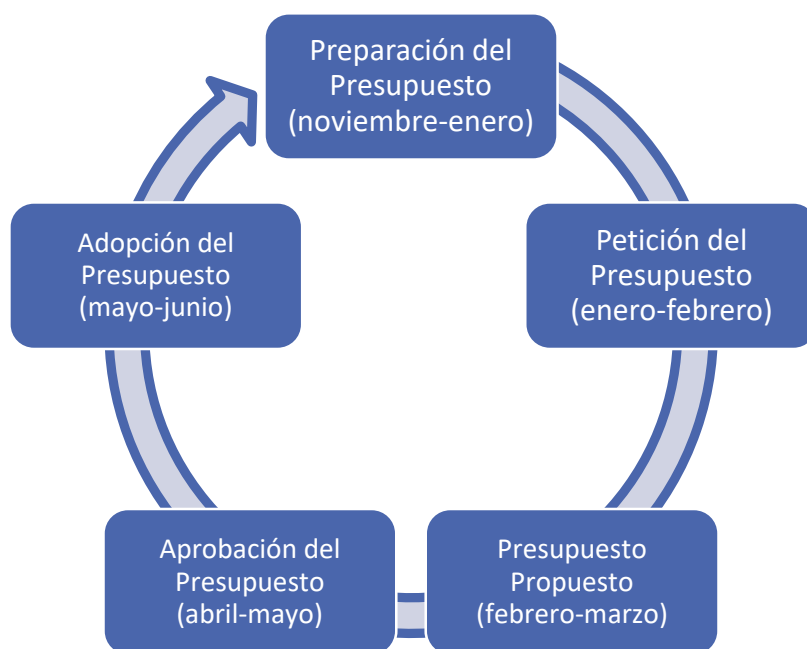 Preparación del
Presupuesto
(noviembre-enero)
Petición del
Presupuesto
(enero-febrero)
Presupuesto
Propuesto
(febrero-marzo)
Aprobación del
Presupuesto
(abril-mayo)
Adopción del
Presupuesto
(mayo-junio)